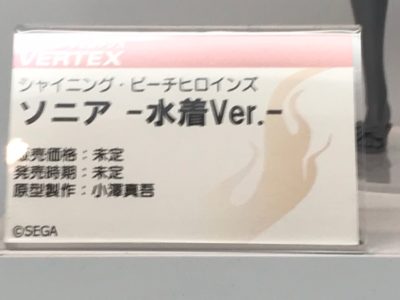 VERTEX
シャイニング・ビーチヒロインズ
ソニア -水着Ver.-
販売価格：未定
発売時期：未定
原型製作：小澤真吾
©SEGA